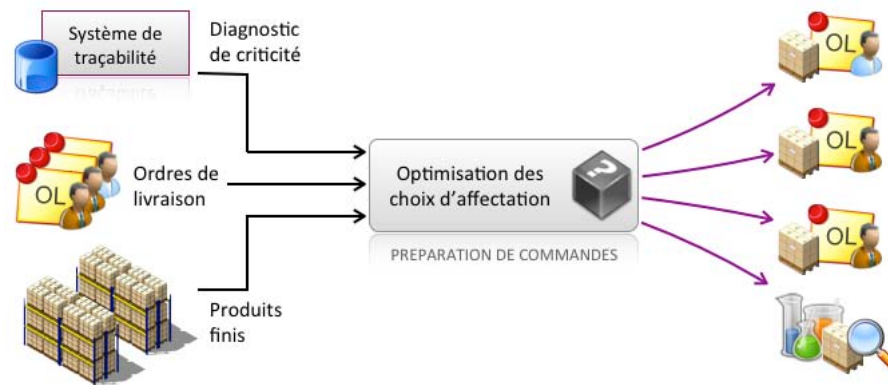 Système de
traçabilité
Diagnostic
de criticité
OL
Ordres de
livraison
Produits
finis
Optimisation des
choix d'affectation
?
PREPARATION DE COMMANDES
OL
OL
OL